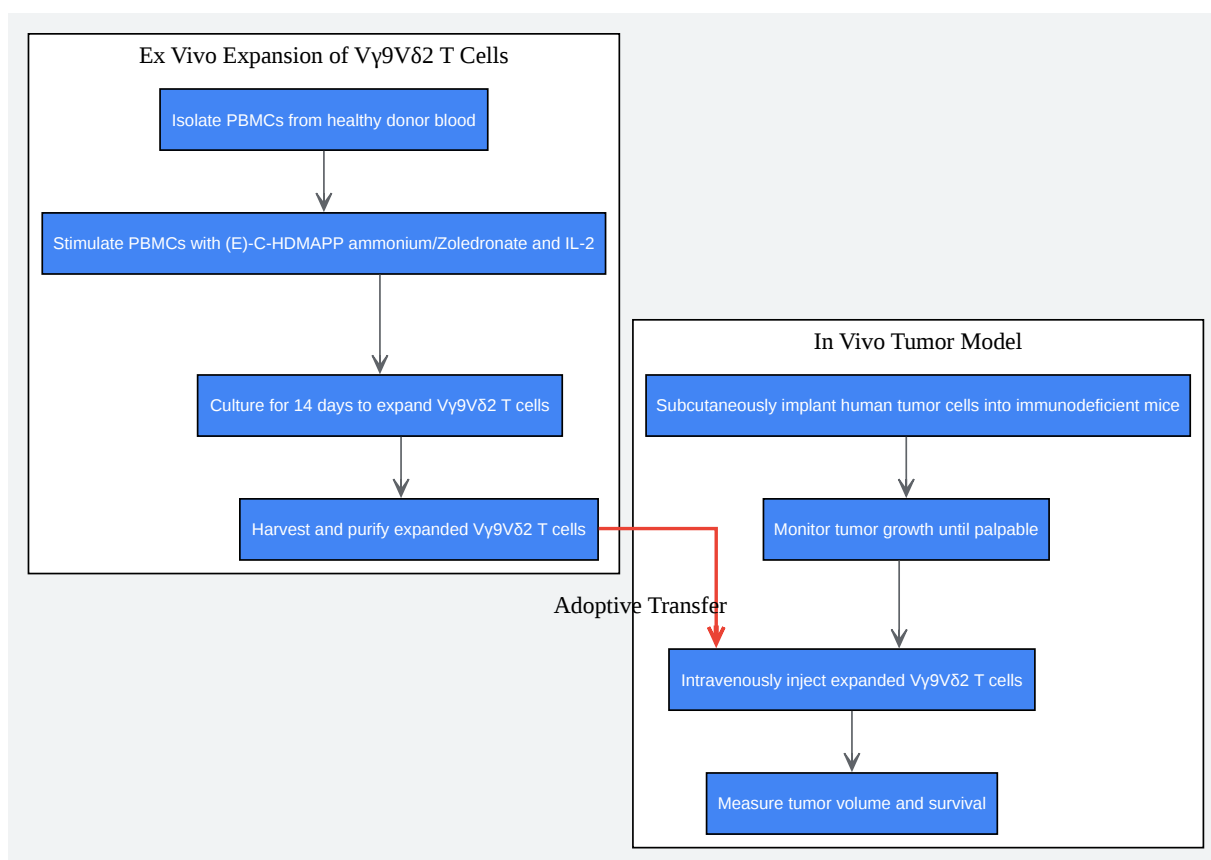 Ex Vivo Expansion of Vγ9Vδ2 T Cells
Isolate PBMCs from healthy donor blood
Stimulate PBMCs with (E)-C-HDMAPP ammonium/Zoledronate and IL-2
Culture for 14 days to expand Vγ9Vδ2 T cells
Harvest and purify expanded Vγ9Vδ2 T cells
Adoptive Transfer
In Vivo Tumor Model
Subcutaneously implant human tumor cells into immunodeficient mice
Monitor tumor growth until palpable
Intravenously inject expanded Vγ9Vδ2 T cells
Measure tumor volume and survival